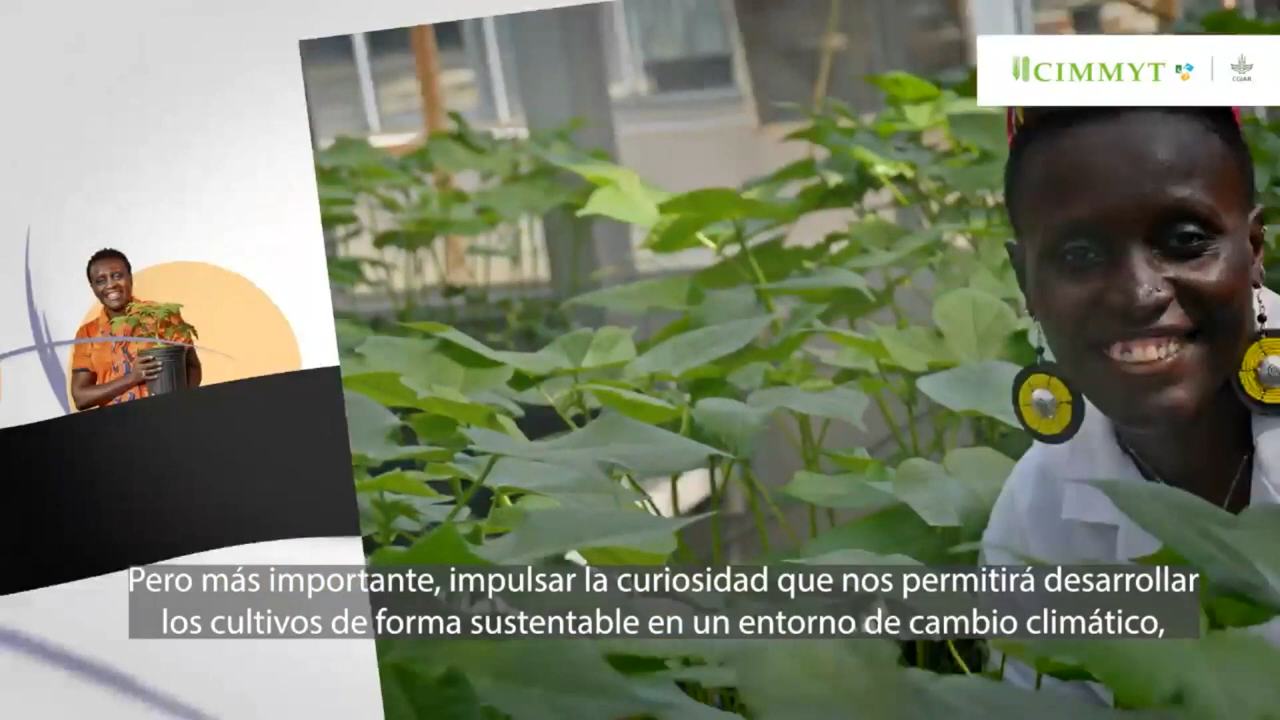 CIMMYT
CGIAR
Pero más importante, impulsar la curiosidad que nos permitirá desarrollar
los cultivos de forma sustentable en un entorno de cambio climático,